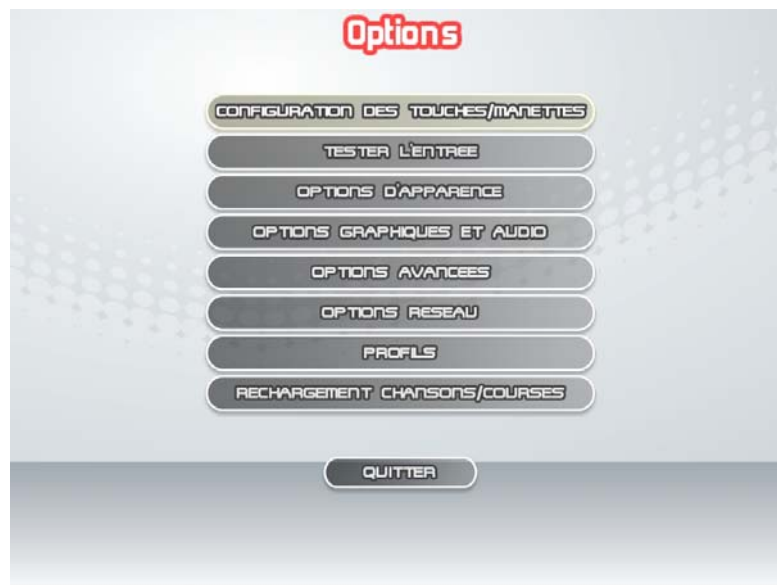 Options
CONFIGURATION DES TOUCHES/MANETTES
TESTER L'ENTREE
OPTIONS D'APPARENCE
OPTIONS GRAPHIQUES ET AUDIO
OPTIONS AVANCEES
OPTIONS RESEAU
PROFILS
RECHARGEMENT CHANSONS/COURSES
QUITTER